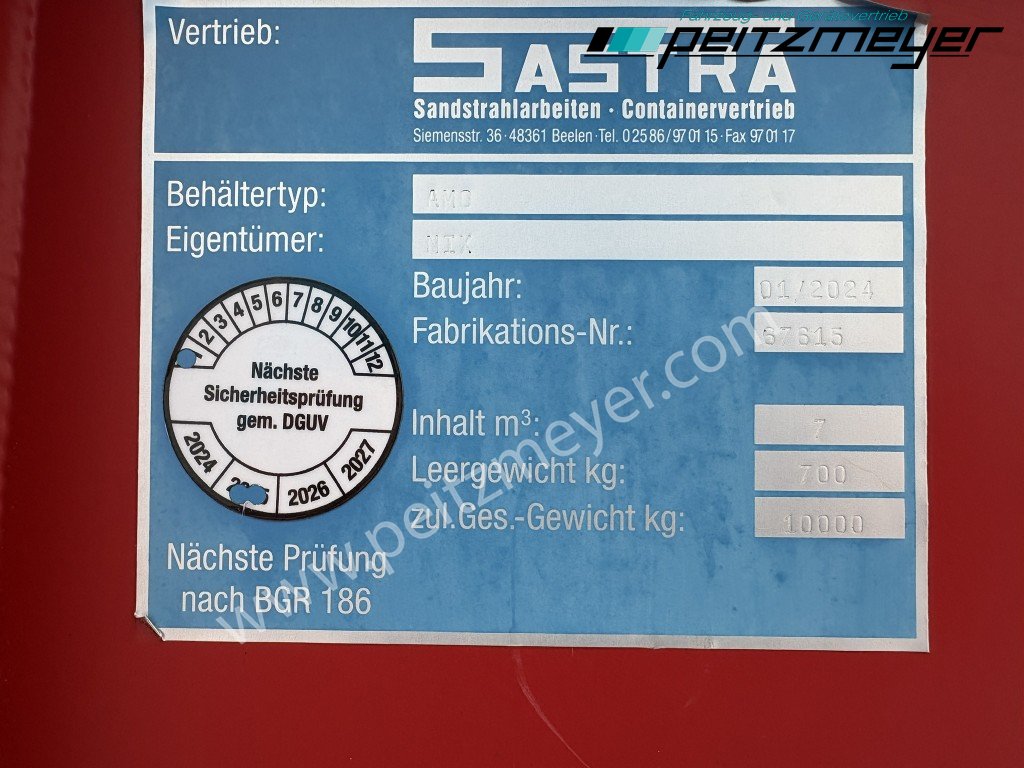 Fahrzeug- und Gerätevertrieb
peitzmeyer
Vertrieb:
SASTRA
Sandstrahlarbeiten · Containervertrieb
Siemensstr. 36 · 48361 Beelen · Tel. 0 25 86 / 97 01 15 · Fax 97 01 17
Behältertyp: AMO
Eigentümer: NIK
Baujahr: 01/2024
Fabrikations-Nr.: 67615
1 2 3 4 5 6 7 8 9 10 11 12
Nächste
Sicherheitsprüfung
gem. DGUV
2024 2026 2027
Inhalt m³: 7
Leergewicht kg: 700
zul.Ges.-Gewicht kg: 10000
Nächste Prüfung
nach BGR 186
www.peitzmeyer.com